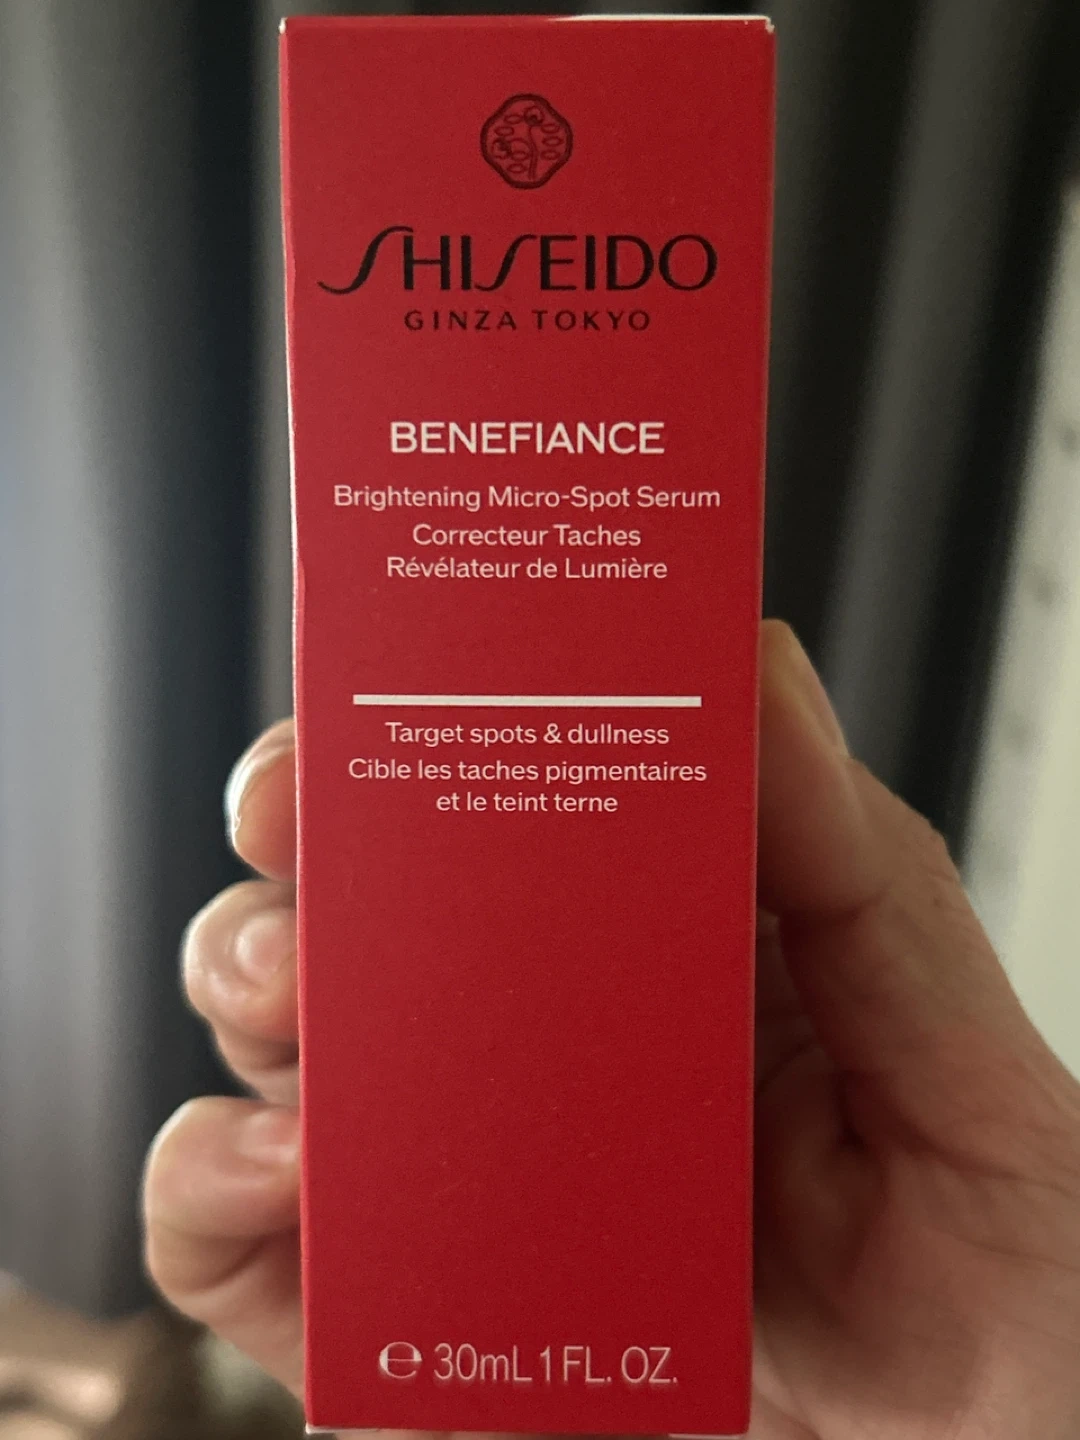 SHISEIDO
GINZA TOKYO
BENEFIANCE
Brightening Micro-Spot Serum
Correcteur Taches
Révélateur de Lumière
Target spots & dullness
Cible les taches pigmentaires
et le teint terne
℮ 30mL 1 FL. OZ.